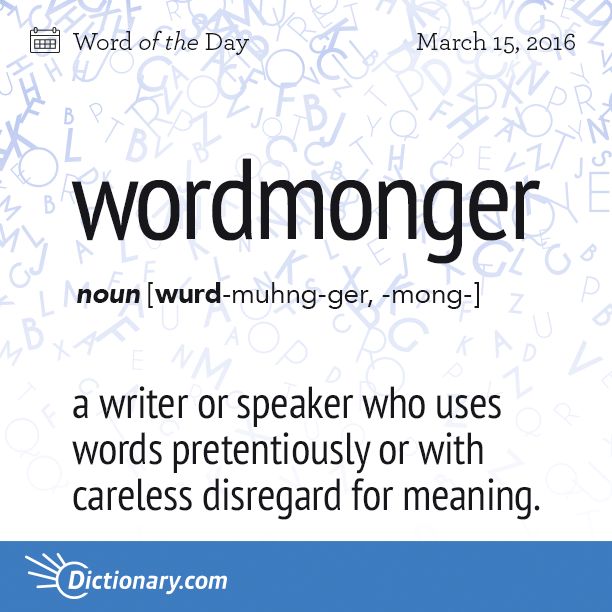 Word of the Day
March 15, 2016
wordmonger
noun [wurd-muhng-ger, -mong-]
a writer or speaker who uses
words pretentiously or with
careless disregard for meaning.
Dictionary.com